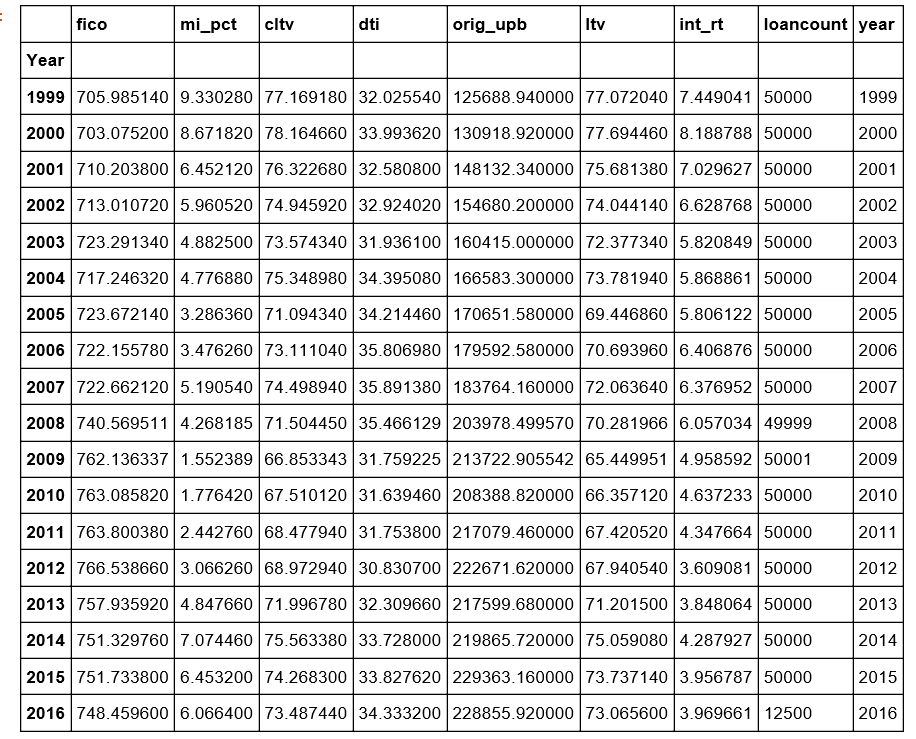 fico mi_pct cltv dti orig_upb ltv int_rt loancount year
Year
1999 705.985140 9.330280 77.169180 32.025540 125688.940000 77.072040 7.449041 50000 1999
2000 703.075200 8.671820 78.164660 33.993620 130918.920000 77.694460 8.188788 50000 2000
2001 710.203800 6.452120 76.322680 32.580800 148132.340000 75.681380 7.029627 50000 2001
2002 713.010720 5.960520 74.945920 32.924020 154680.200000 74.044140 6.628768 50000 2002
2003 723.291340 4.882500 73.574340 31.936100 160415.000000 72.377340 5.820849 50000 2003
2004 717.246320 4.776880 75.348980 34.395080 166583.300000 73.781940 5.868861 50000 2004
2005 723.672140 3.286360 71.094340 34.214460 170651.580000 69.446860 5.806122 50000 2005
2006 722.155780 3.476260 73.111040 35.806980 179592.580000 70.693960 6.406876 50000 2006
2007 722.662120 5.190540 74.498940 35.891380 183764.160000 72.063640 6.376952 50000 2007
2008 740.569511 4.268185 71.504450 35.466129 203978.499570 70.281966 6.057034 49999 2008
2009 762.136337 1.552389 66.853343 31.759225 213722.905542 65.449951 4.958592 50001 2009
2010 763.085820 1.776420 67.510120 31.639460 208388.820000 66.357120 4.637233 50000 2010
2011 763.800380 2.442760 68.477940 31.753800 217079.460000 67.420520 4.347664 50000 2011
2012 766.538660 3.066260 68.972940 30.830700 222671.620000 67.940540 3.609081 50000 2012
2013 757.935920 4.847660 71.996780 32.309660 217599.680000 71.201500 3.848064 50000 2013
2014 751.329760 7.074460 75.563380 33.728000 219865.720000 75.059080 4.287927 50000 2014
2015 751.733800 6.453200 74.268300 33.827620 229363.160000 73.737140 3.956787 50000 2015
2016 748.459600 6.066400 73.487440 34.333200 228855.920000 73.065600 3.969661 12500 2016